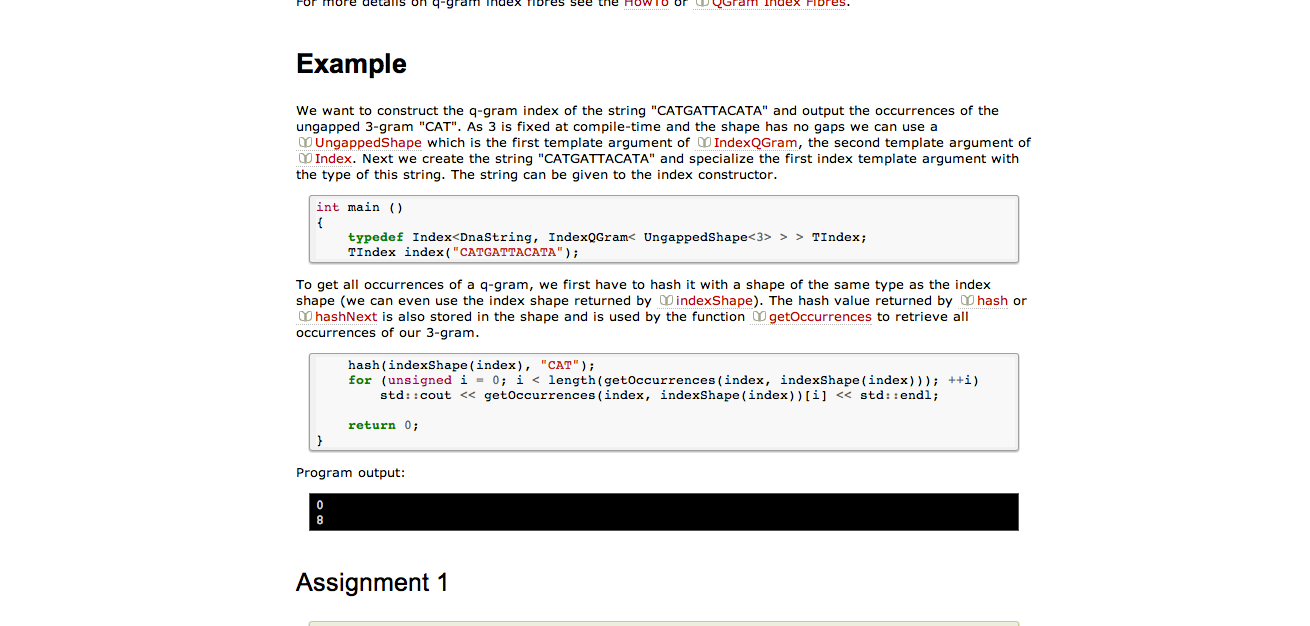 For more details on q-gram index fibres see the HowTo or QGram Index Fibres.
Example
We want to construct the q-gram index of the string "CATGATTACATA" and output the occurrences of the
ungapped 3-gram "CAT". As 3 is fixed at compile-time and the shape has no gaps we can use a
UngappedShape which is the first template argument of IndexQGram, the second template argument of
Index. Next we create the string "CATGATTACATA" and specialize the first index template argument with
the type of this string. The string can be given to the index constructor.
int main ()
{
    typedef Index<DnaString, IndexQGram< UngappedShape<3> > > TIndex;
    TIndex index("CATGATTACATA");
To get all occurrences of a q-gram, we first have to hash it with a shape of the same type as the index
shape (we can even use the index shape returned by indexShape). The hash value returned by hash or
hashNext is also stored in the shape and is used by the function getOccurrences to retrieve all
occurrences of our 3-gram.
    hash(indexShape(index), "CAT");
    for (unsigned i = 0; i < length(getOccurrences(index, indexShape(index))); ++i)
        std::cout << getOccurrences(index, indexShape(index))[i] << std::endl;
    return 0;
}
Program output:
0
8
Assignment 1